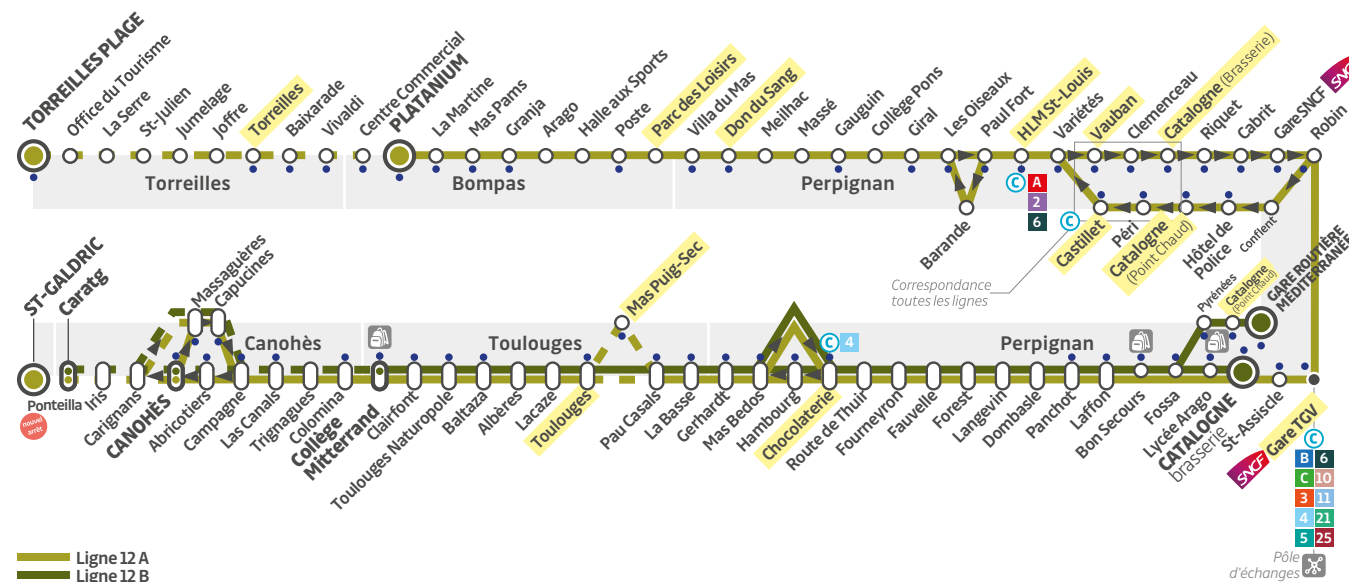 TORREILLES PLAGE
Office du Tourisme
La Serre
St-Julien
Jumelage
Joffre
Torreilles
Baixarade
Vivaldi
Centre Commercial
PLATANIUM
La Martine
Mas Pams
Granja
Arago
Halle aux Sports
Poste
Parc des Loisirs
Villa du Mas
Don du Sang
Meilhac
Massé
Gauguin
Collège Pons
Giral
Les Oiseaux
Paul Fort
HLM St-Louis
Variétés
Vauban
Clemenceau
Catalogne (Brasserie)
Riquet
Cabrit
Gare SNCF
SNCF
Robin
Torreilles
Bompas
Perpignan
C A
2
6
C
Barande
Castillet
Péri
Catalogne
(Point Chaud)
Hôtel de
Police
Conflent
Correspondance
toutes les lignes
Pyrénées
Catalogne
(Point Chaud)
GARE ROUTIÈRE
MÉDITERRANÉE
ST-GALDRIC
Caratg
Massaguères
Capucines
Mas Puig-Sec
Canohès
Toulouges
C 4
Perpignan
Ponteilla
nouvel
arrêt
Iris
Carignans
CANOHÈS
Abricotiers
Campagne
Las Canals
Trignagues
Colomina
Collège
Mitterrand
Clairfont
Toulouges Naturopole
Baltaza
Albères
Lacaze
Toulouges
Pau Casals
La Basse
Gerhardt
Mas Bedos
Hambourg
Chocolaterie
Route de Thuir
Fourneyron
Fauvelle
Forest
Langevin
Dombasle
Panchot
Laffon
Bon Secours
Fossa
Lycée Arago
CATALOGNE
brasserie
St-Assiscle
SNCF
Gare TGV
C
B 6
C 10
3 11
4 21
5 25
Pôle
d'échanges
Ligne 12 A
Ligne 12 B